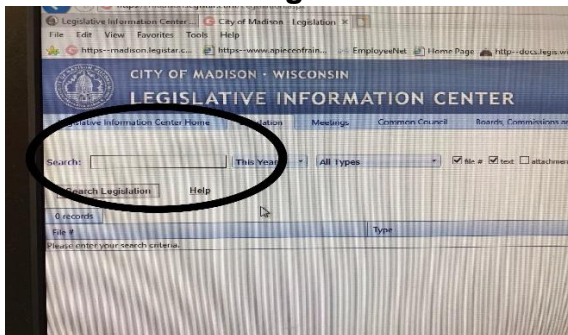 Legislative Information Center... City of Madison - Legislation
File Edit View Favorites Tools Help
https--madison.legistar.c... https--www.apieceofrain... EmployeeNet Home Page http--docs.legis.wi
CITY OF MADISON · WISCONSIN
LEGISLATIVE INFORMATION CENTER
Legislative Information Center Home Legislation Meetings Common Council Boards, Commissions an
Search: This Year All Types file # text attachmen
Search Legislation Help
0 records
File # Type
Please enter your search criteria.